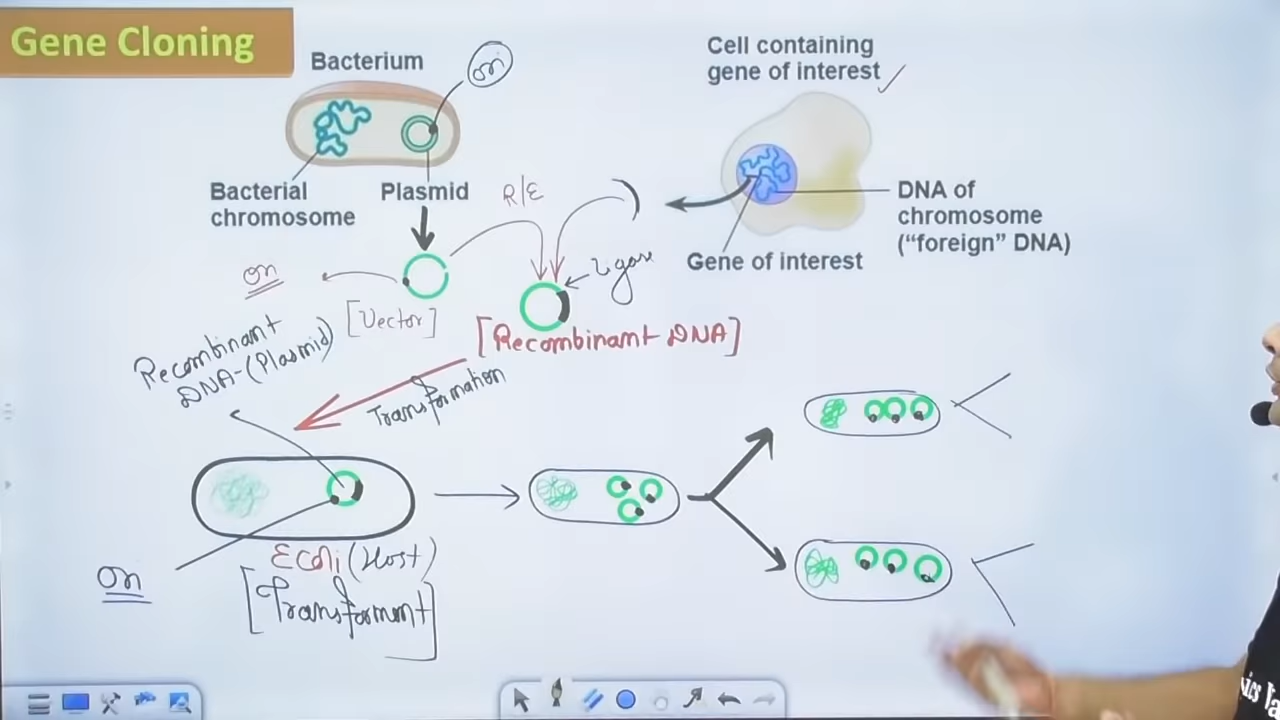 Gene Cloning
Bacterium
ori
Cell containing
gene of interest
Bacterial
chromosome
Plasmid
R/E
DNA of
chromosome
("foreign" DNA)
Gene of interest
Ligase
ori
[Vector]
[Recombinant DNA]
Recombinant
DNA-(Plasmid)
Transformation
E Coli (Host)
ori
[Transformant]